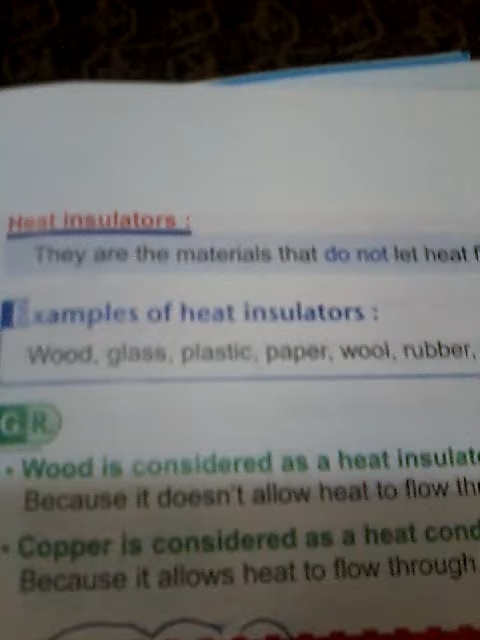 Heat insulators :
They are the materials that do not let heat f
Examples of heat insulators :
Wood, glass, plastic, paper, wool, rubber,
G R
• Wood is considered as a heat insulat
Because it doesn't allow heat to flow th
• Copper is considered as a heat cond
Because it allows heat to flow through